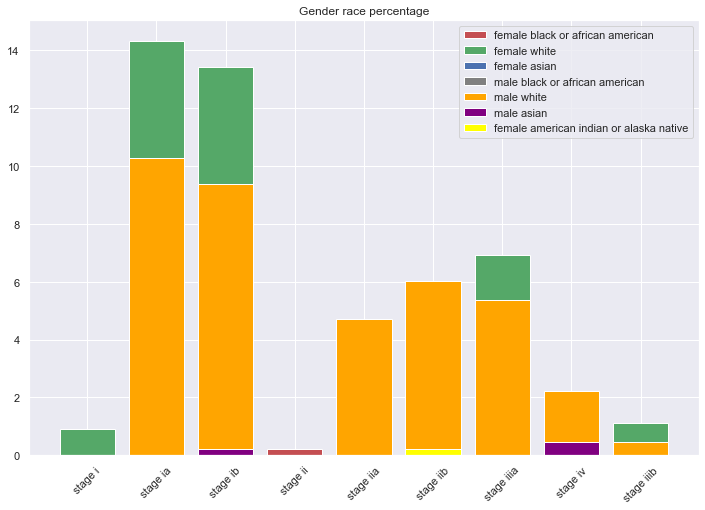 Gender race percentage
female black or african american
female white
female asian
male black or african american
male white
male asian
female american indian or alaska native
14
12
10
8
6
4
2
0
stage i
stage ia
stage ib
stage ii
stage iia
stage iib
stage iiia
stage iv
stage iiib